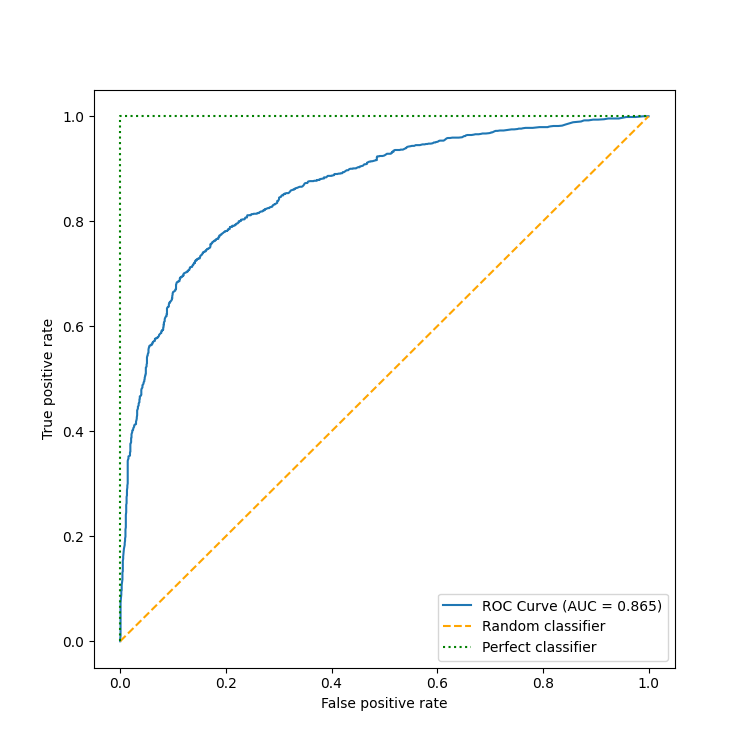 1.0
0.8
0.6
0.4
0.2
0.0
True positive rate
0.0 0.2 0.4 0.6 0.8 1.0
False positive rate
ROC Curve (AUC = 0.865)
Random classifier
Perfect classifier